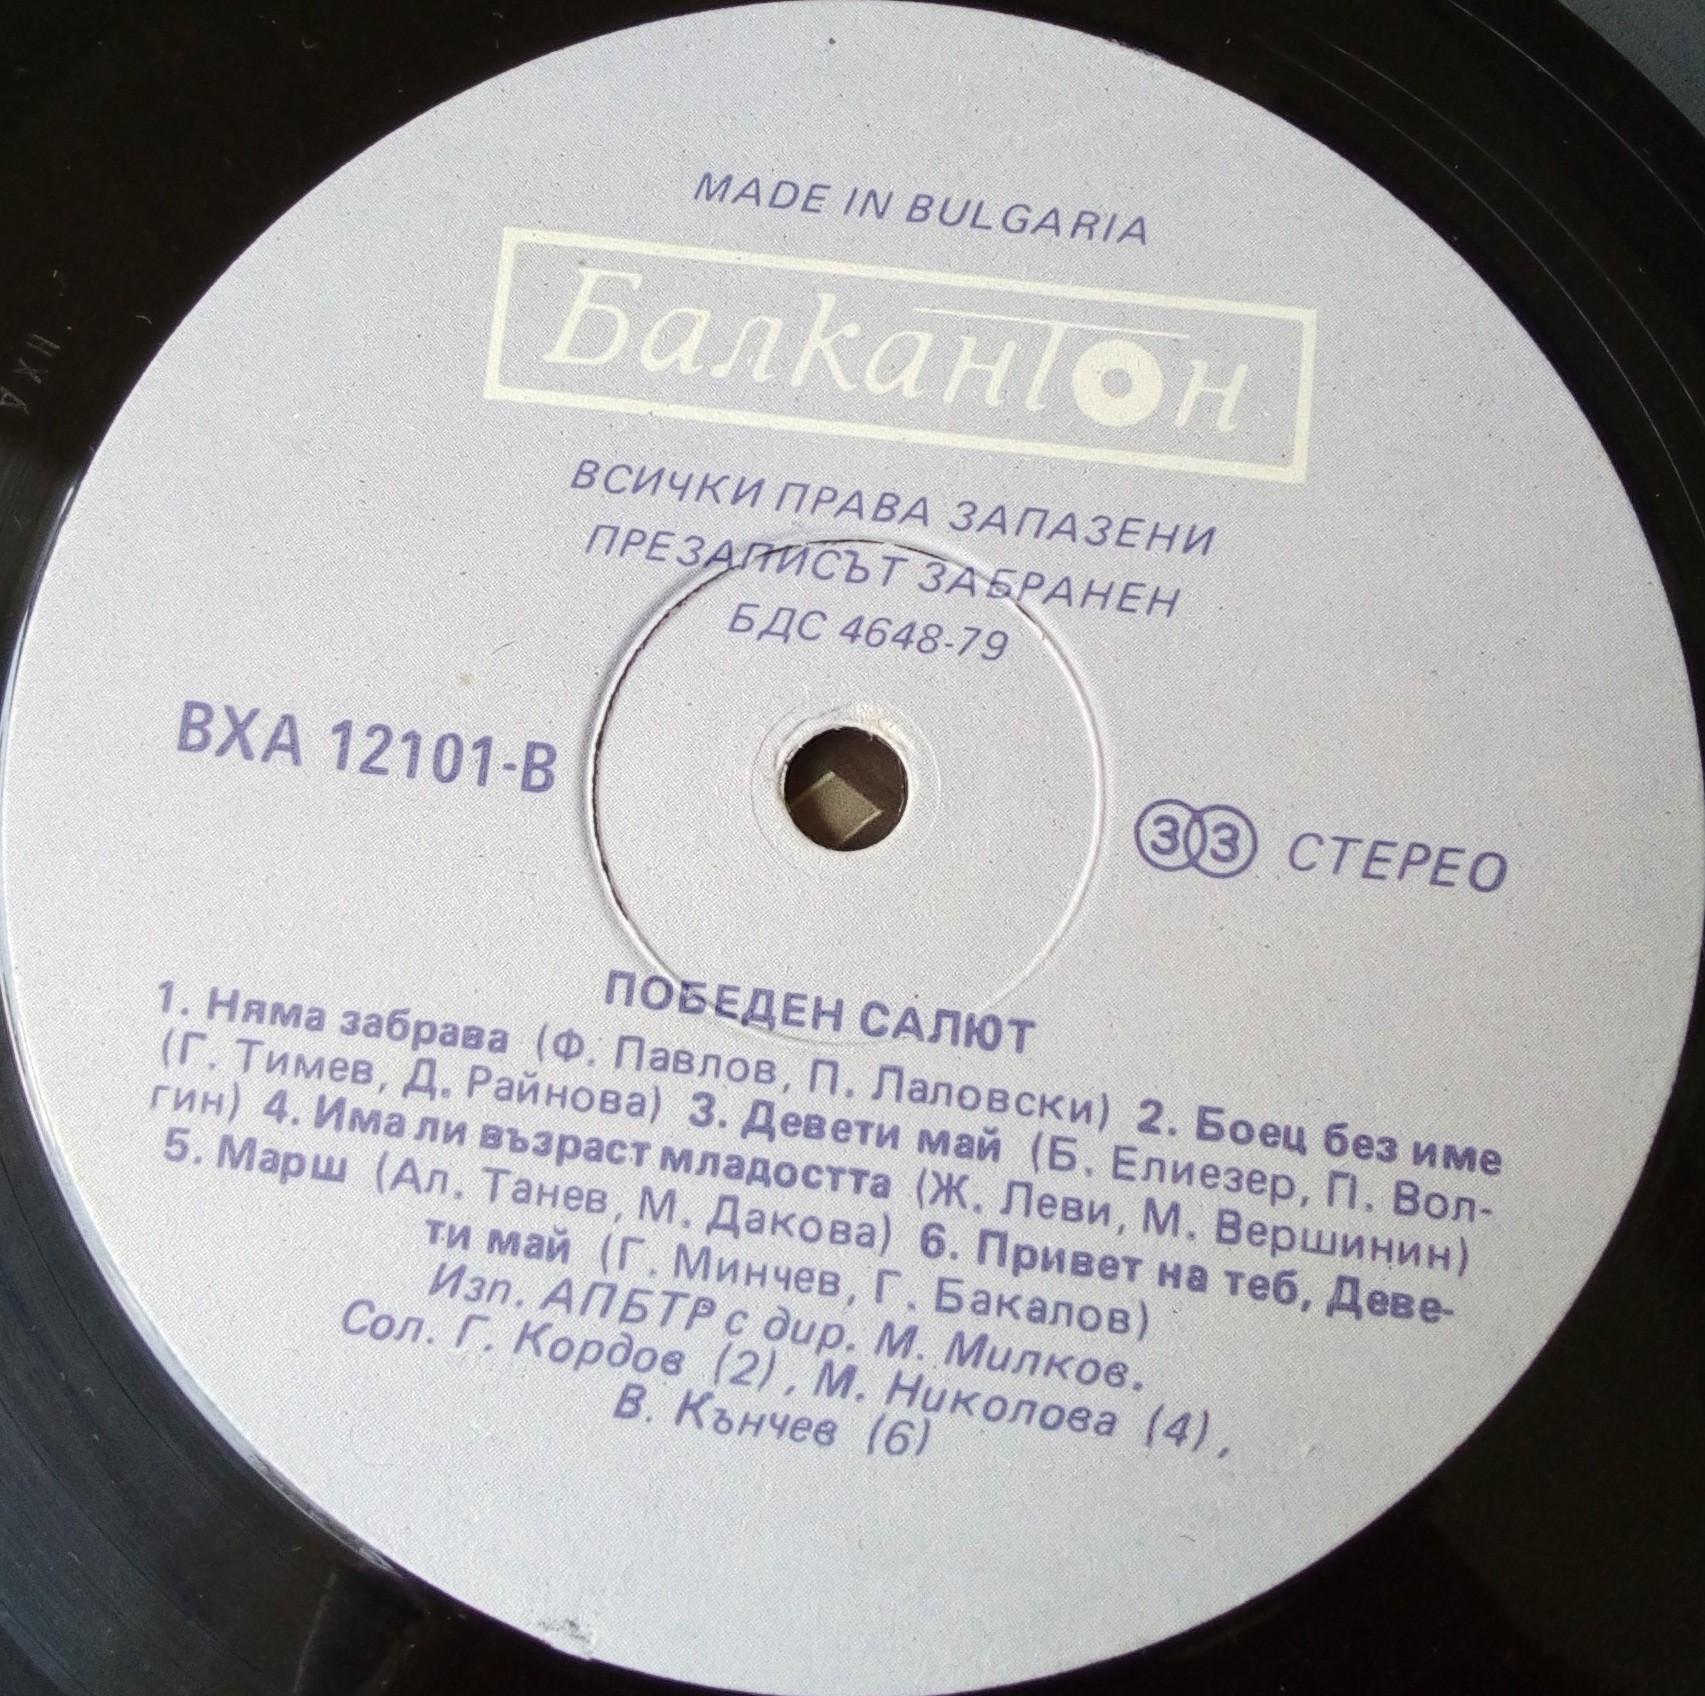 MADE IN BULGARIA
Балкантон
ВСИЧКИ ПРАВА ЗАПАЗЕНИ
ПРЕЗАПИСЪТ ЗАБРАНЕН
БДС 4648-79
ВХА 12101-В
33 СТЕРЕО
ПОБЕДЕН САЛЮТ
1. Няма забрава (Ф. Павлов, П. Лаловски) 2. Боец без име
(Г. Тимев, Д. Райнова) 3. Девети май (Б. Елиезер, П. Вол-
гин) 4. Има ли възраст младостта (Ж. Леви, М. Вершинин)
5. Марш (Ал. Танев, М. Дакова) 6. Привет на теб, Деве-
ти май (Г. Минчев, Г. Бакалов)
Изп. АПБТР с дир. М. Милков.
Сол. Г. Кордов (2), М. Николова (4),
В. Кънчев (6)